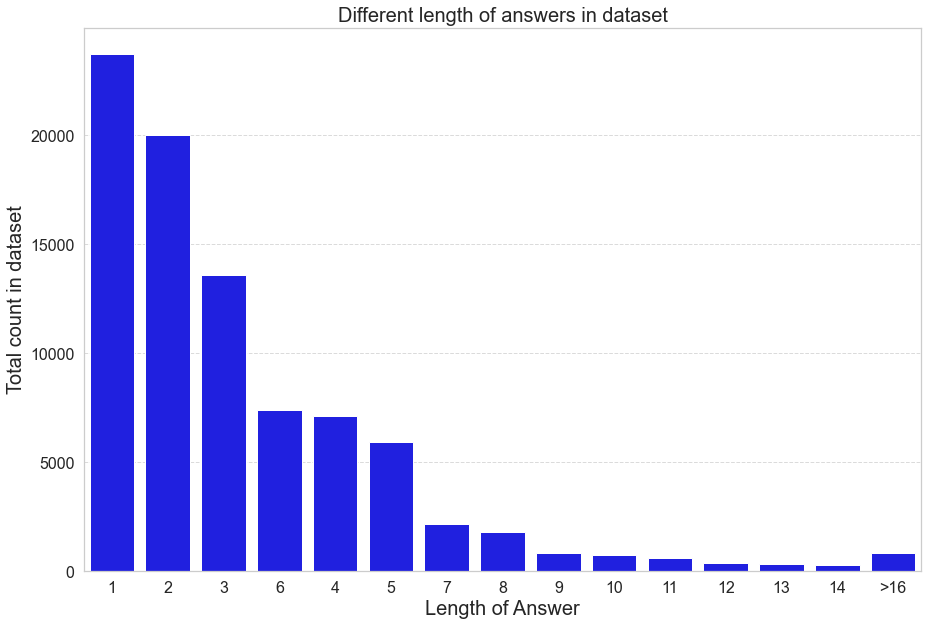 Different length of answers in dataset
Total count in dataset
20000
15000
10000
5000
0
1 2 3 6 4 5 7 8 9 10 11 12 13 14 >16
Length of Answer